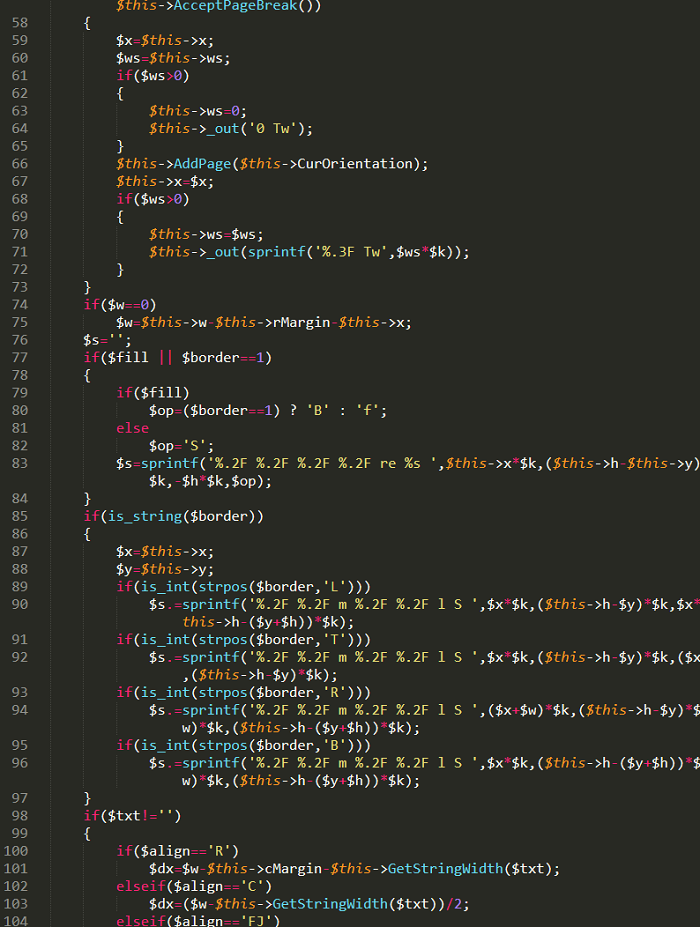 $this->AcceptPageBreak())
58 {
59 $x=$this->x;
60 $ws=$this->ws;
61 if($ws>0)
62 {
63 $this->ws=0;
64 $this->_out('0 Tw');
65 }
66 $this->AddPage($this->CurOrientation);
67 $this->x=$x;
68 if($ws>0)
69 {
70 $this->ws=$ws;
71 $this->_out(sprintf('%.3F Tw',$ws*$k));
72 }
73 }
74 if($w==0)
75 $w=$this->w-$this->rMargin-$this->x;
76 $s='';
77 if($fill || $border==1)
78 {
79 if($fill)
80 $op=($border==1) ? 'B' : 'f';
81 else
82 $op='S';
83 $s=sprintf('%.2F %.2F %.2F %.2F re %s ',$this->x*$k,($this->h-$this->y)
$k,-$h*$k,$op);
84 }
85 if(is_string($border))
86 {
87 $x=$this->x;
88 $y=$this->y;
89 if(is_int(strpos($border,'L')))
90 $s.=sprintf('%.2F %.2F m %.2F %.2F l S ',$x*$k,($this->h-$y)*$k,$x*
this->h-($y+$h))*$k);
91 if(is_int(strpos($border,'T')))
92 $s.=sprintf('%.2F %.2F m %.2F %.2F l S ',$x*$k,($this->h-$y)*$k,($x
,($this->h-$y)*$k);
93 if(is_int(strpos($border,'R')))
94 $s.=sprintf('%.2F %.2F m %.2F %.2F l S ',($x+$w)*$k,($this->h-$y)*$
w)*$k,($this->h-($y+$h))*$k);
95 if(is_int(strpos($border,'B')))
96 $s.=sprintf('%.2F %.2F m %.2F %.2F l S ',$x*$k,($this->h-($y+$h))*$
w)*$k,($this->h-($y+$h))*$k);
97 }
98 if($txt!='')
99 {
100 if($align=='R')
101 $dx=$w-$this->cMargin-$this->GetStringWidth($txt);
102 elseif($align=='C')
103 $dx=($w-$this->GetStringWidth($txt))/2;
104 elseif($align=='FJ')